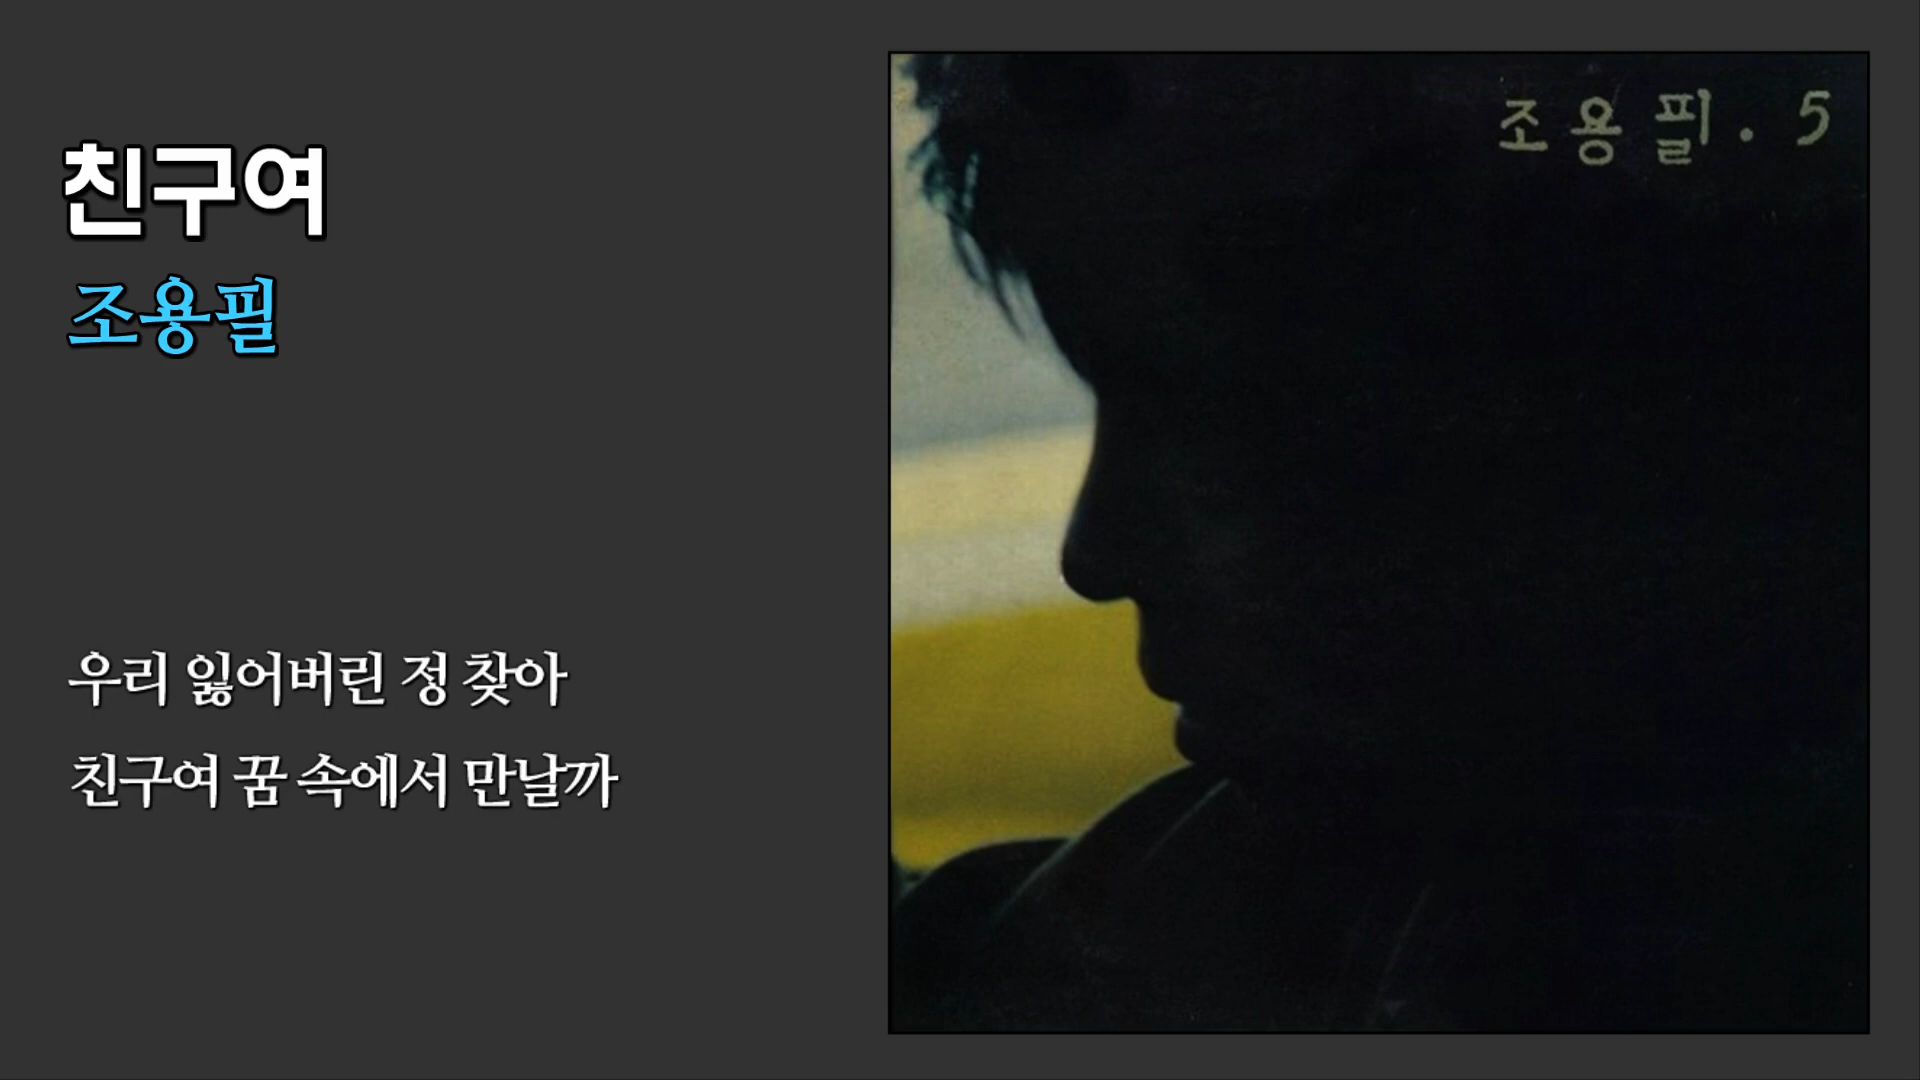 친구여
조용필
우리 잃어버린 정 찾아
친구여 꿈 속에서 만날까
조용필 . 5